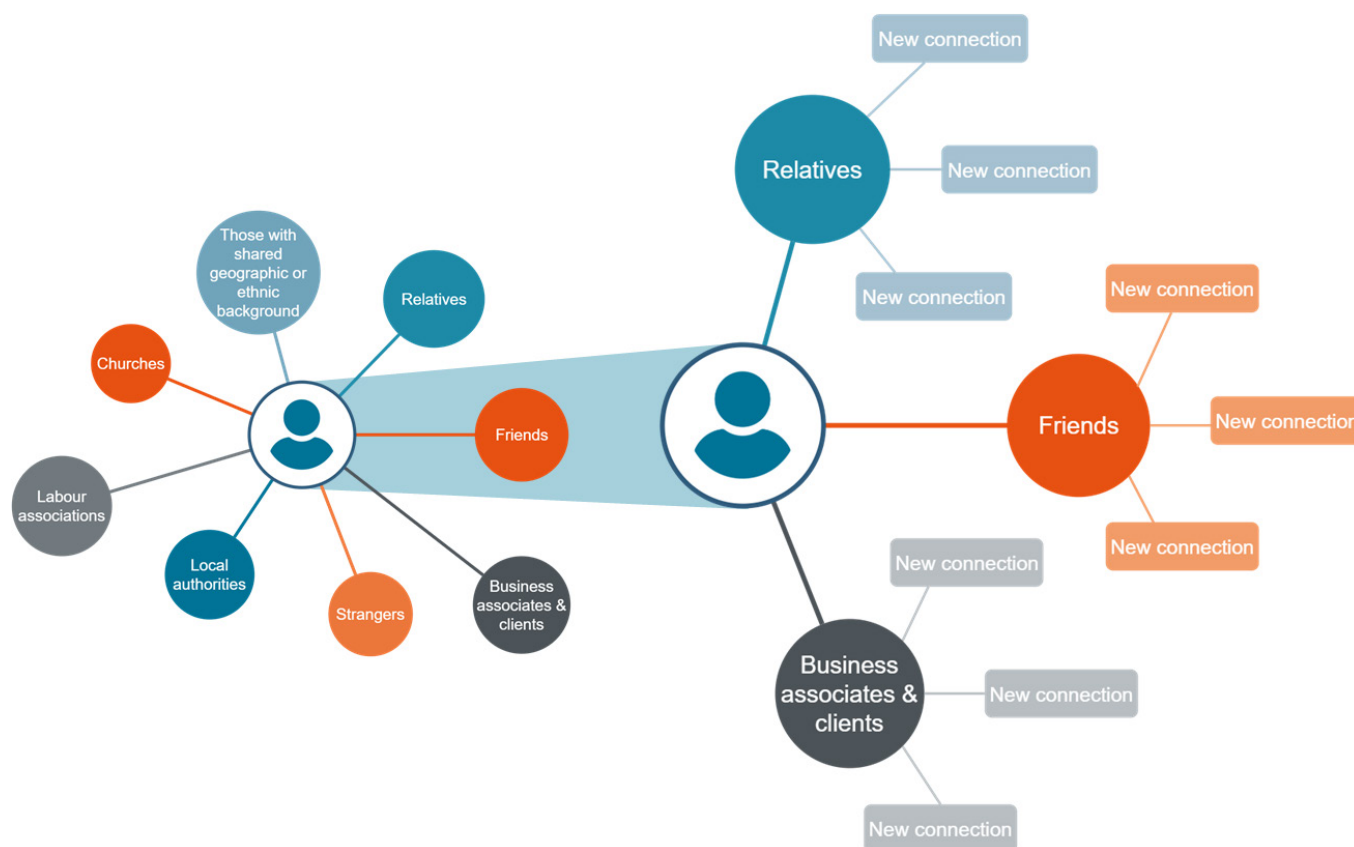 Those with
shared
geographic or
ethnic
background
Relatives
Churches
Friends
Labour
associations
Local
authorities
Strangers
Business
associates &
clients
New connection
Relatives
New connection
New connection
New connection
Friends
New connection
New connection
New connection
Business
associates &
clients
New connection
New connection